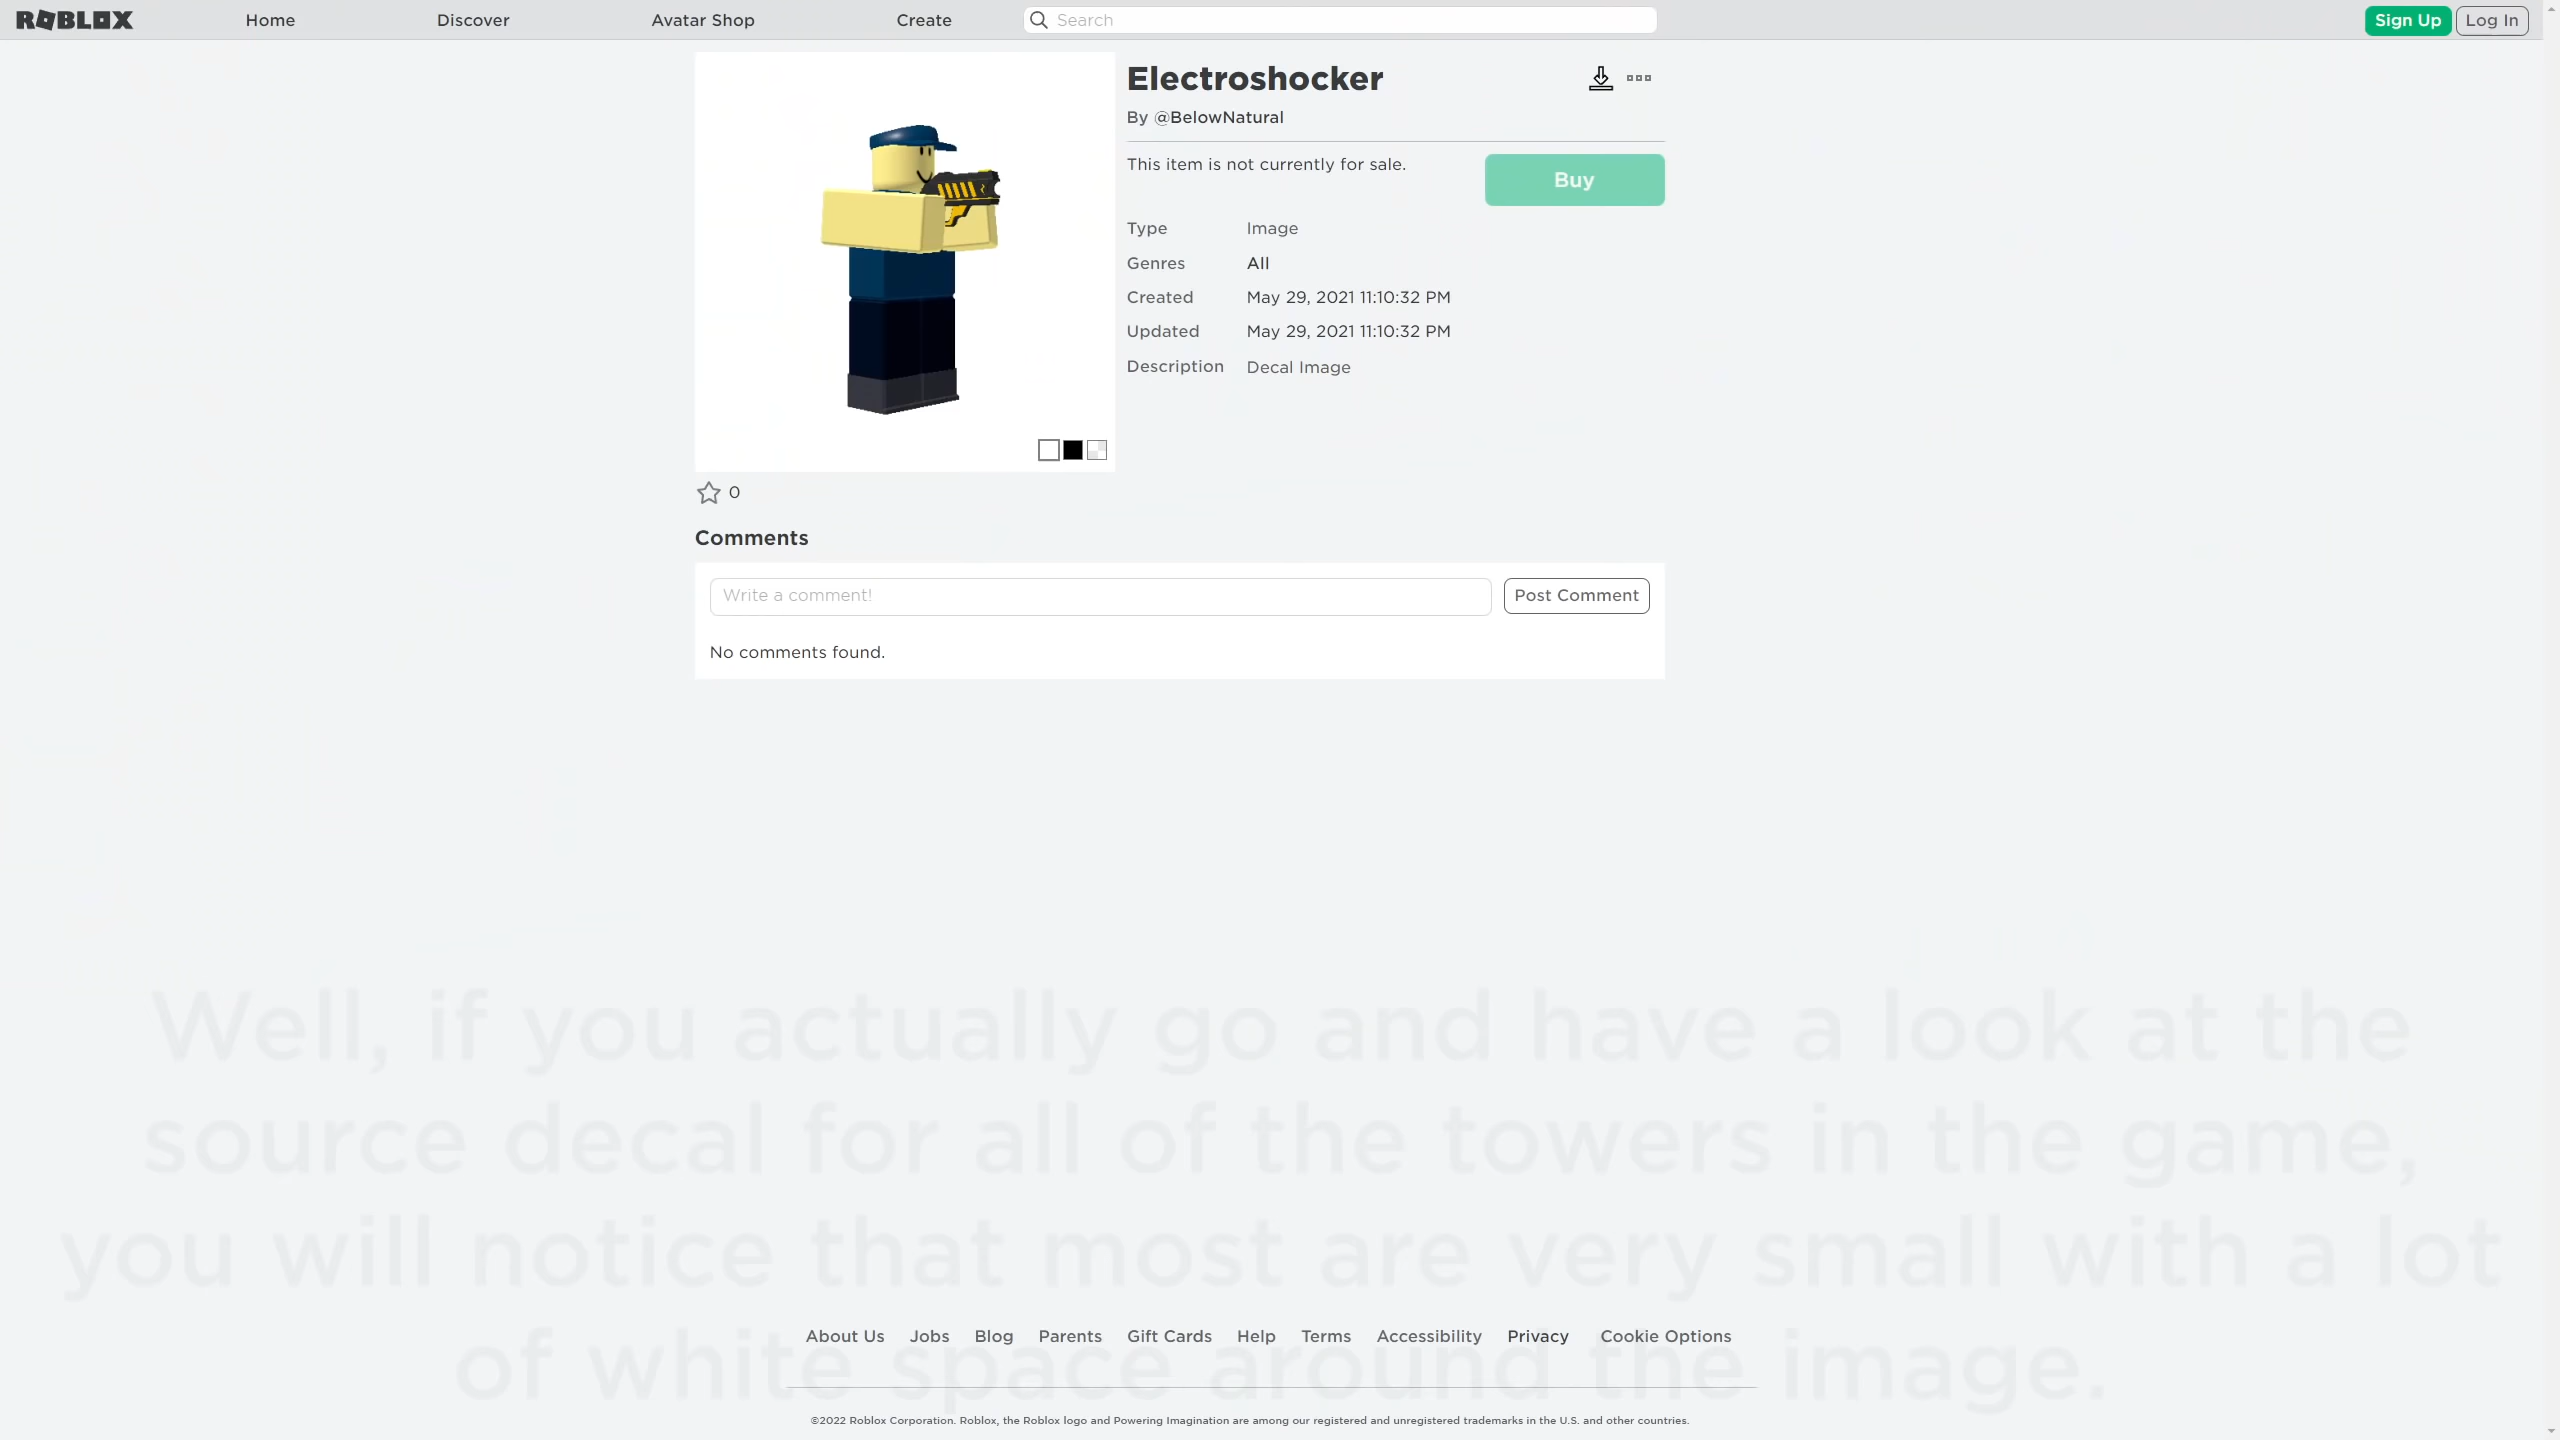 ROBLOX Home Discover Avatar Shop Create Search Sign Up Log In
Electroshocker
By @BelowNatural
This item is not currently for sale.
Buy
Type Image
Genres All
Created May 29, 2021 11:10:32 PM
Updated May 29, 2021 11:10:32 PM
Description Decal Image
0
Comments
Write a comment! Post Comment
No comments found.
Well, if you actually go and have a look at the
source decal for all of the towers in the game,
you will notice that most are very small with a lot
of white space around the image.
About Us Jobs Blog Parents Gift Cards Help Terms Accessibility Privacy Cookie Options
©2022 Roblox Corporation. Roblox, the Roblox logo and Powering Imagination are among our registered and unregistered trademarks in the U.S. and other countries.